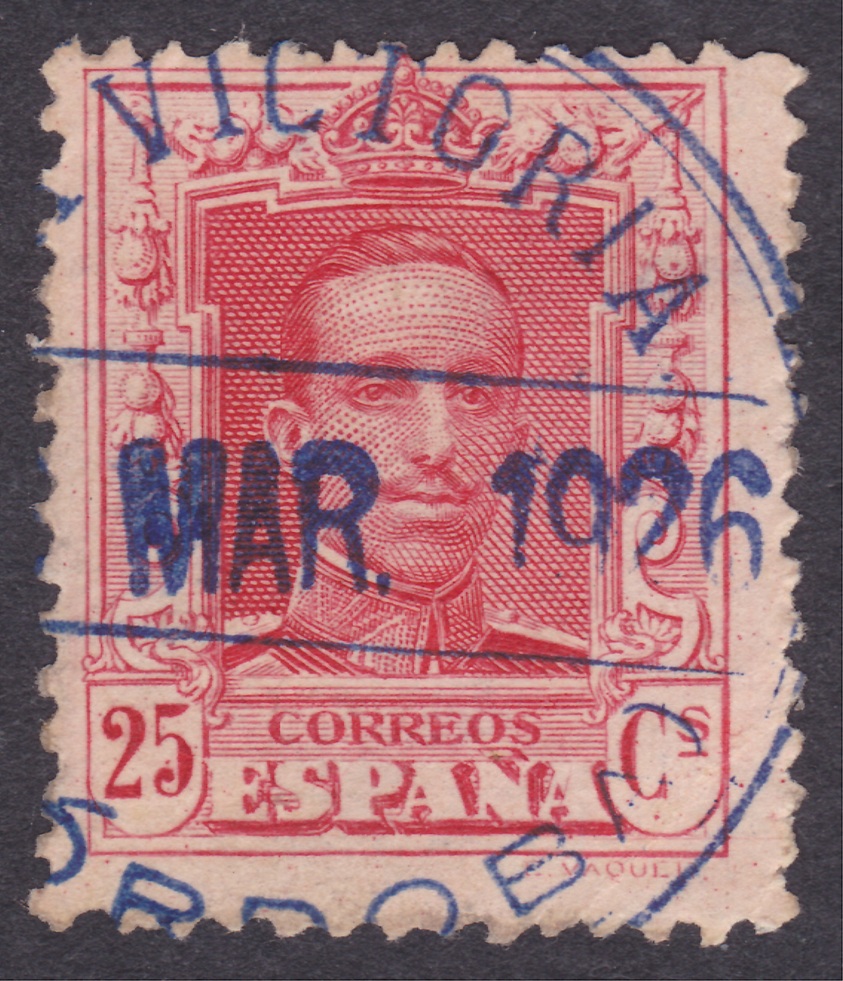 VICTORIA
MAR. 1926
25 CORREOS Cs
ESPAÑA